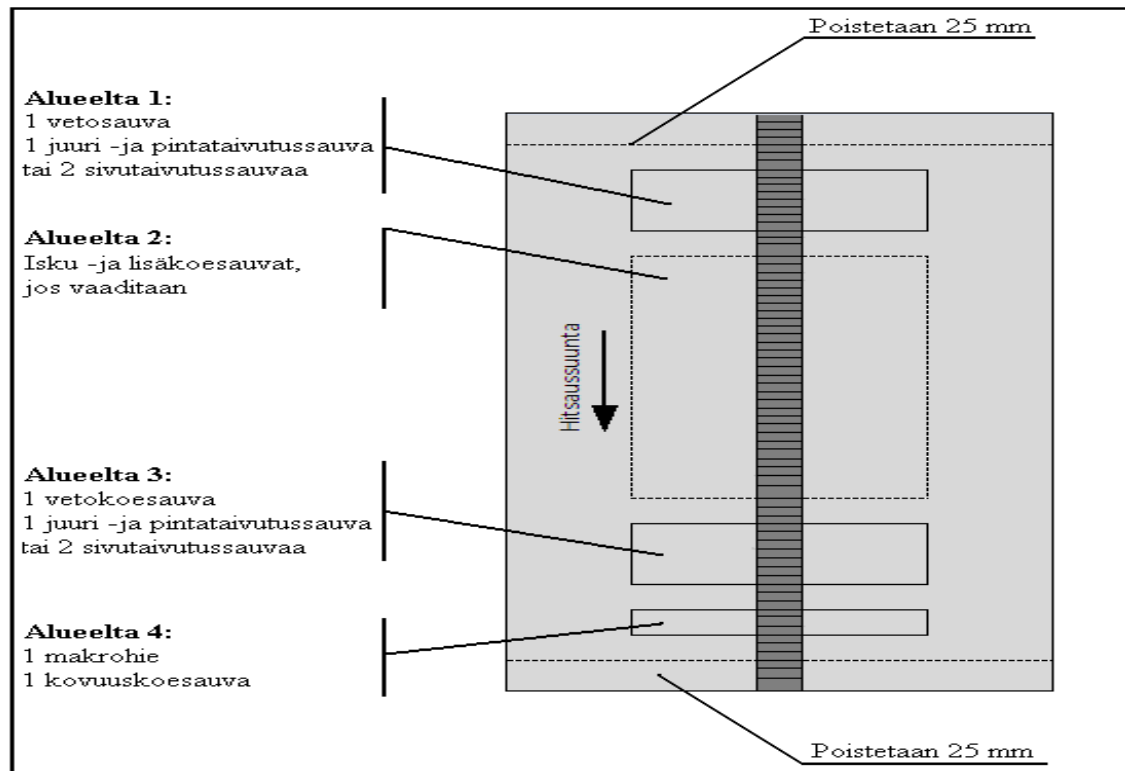 Poistetaan 25 mm
Alueelta 1:
1 vetosauva
1 juuri -ja pintataivutussauva
tai 2 sivutaivutussauvaa
Alueelta 2:
Isku -ja lisäkoesauvat,
jos vaaditaan
Hitsaussuunta
Alueelta 3:
1 vetokoesauva
1 juuri -ja pintataivutussauva
tai 2 sivutaivutussauvaa
Alueelta 4:
1 makrohie
1 kovuuskoesauva
Poistetaan 25 mm